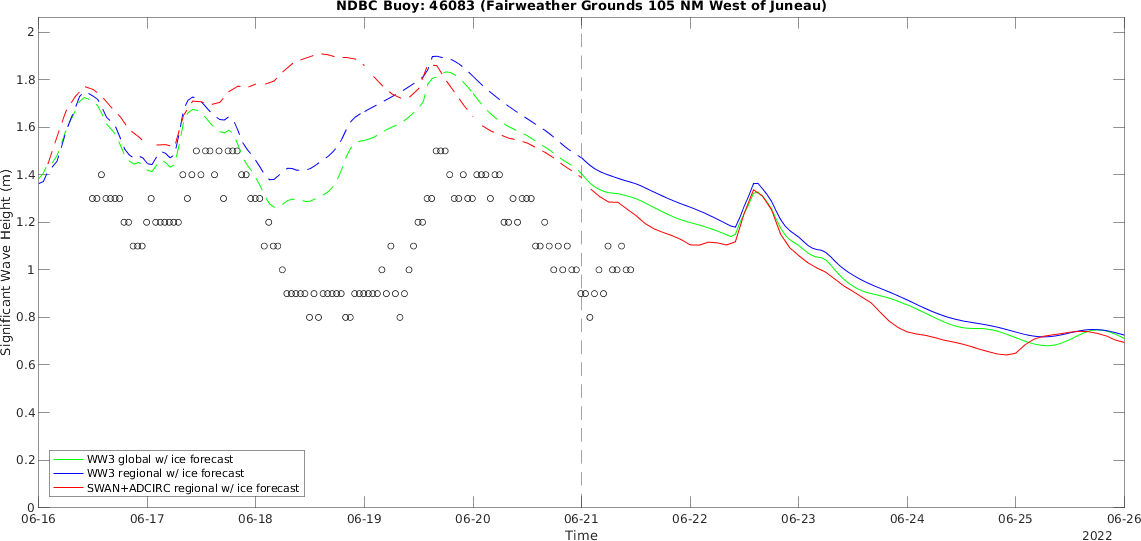 NDBC Buoy: 46083 (Fairweather Grounds 105 NM West of Juneau)
2
1.8
1.6
1.4
1.2
1
0.8
0.6
0.4
0.2
0
Significant Wave Height (m)
WW3 global w/ ice forecast
WW3 regional w/ ice forecast
SWAN+ADCIRC regional w/ ice forecast
06-16 06-17 06-18 06-19 06-20 06-21 06-22 06-23 06-24 06-25 06-26
Time
2022